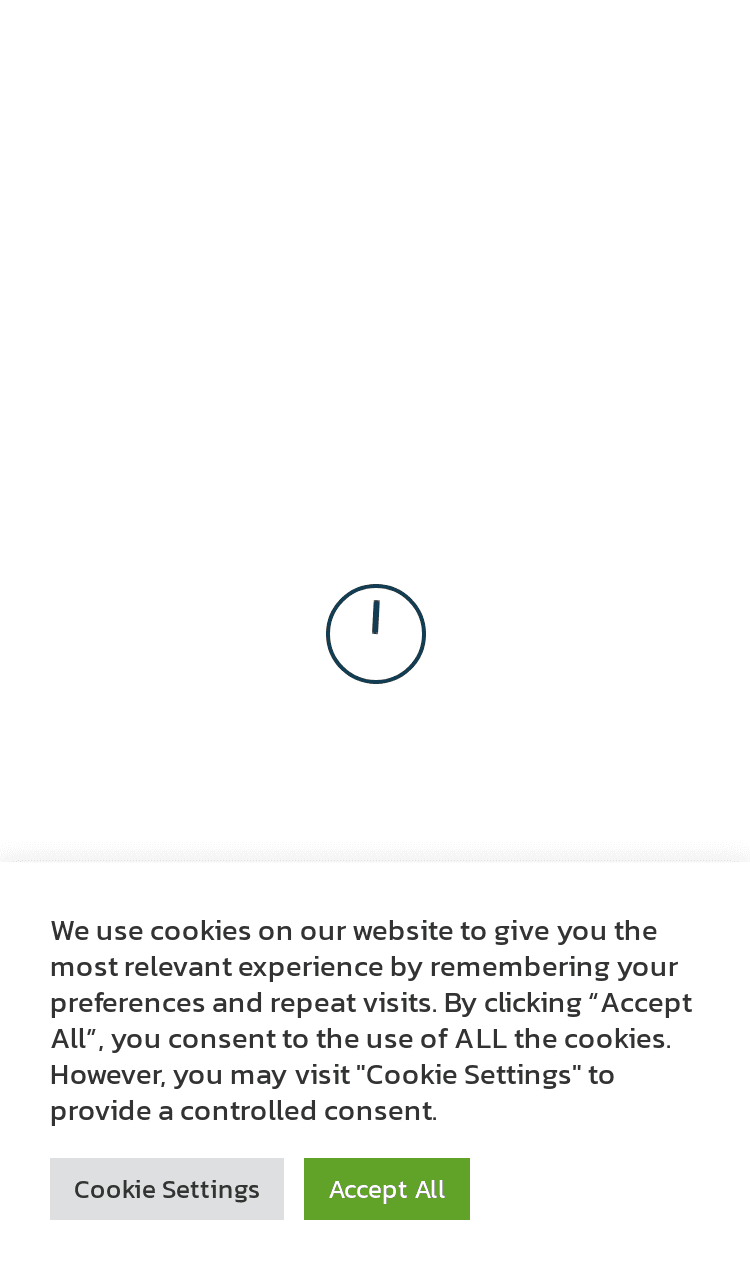 We use cookies on our website to give you the
most relevant experience by remembering your
preferences and repeat visits. By clicking “Accept
All”, you consent to the use of ALL the cookies.
However, you may visit "Cookie Settings" to
provide a controlled consent.
Cookie Settings
Accept All